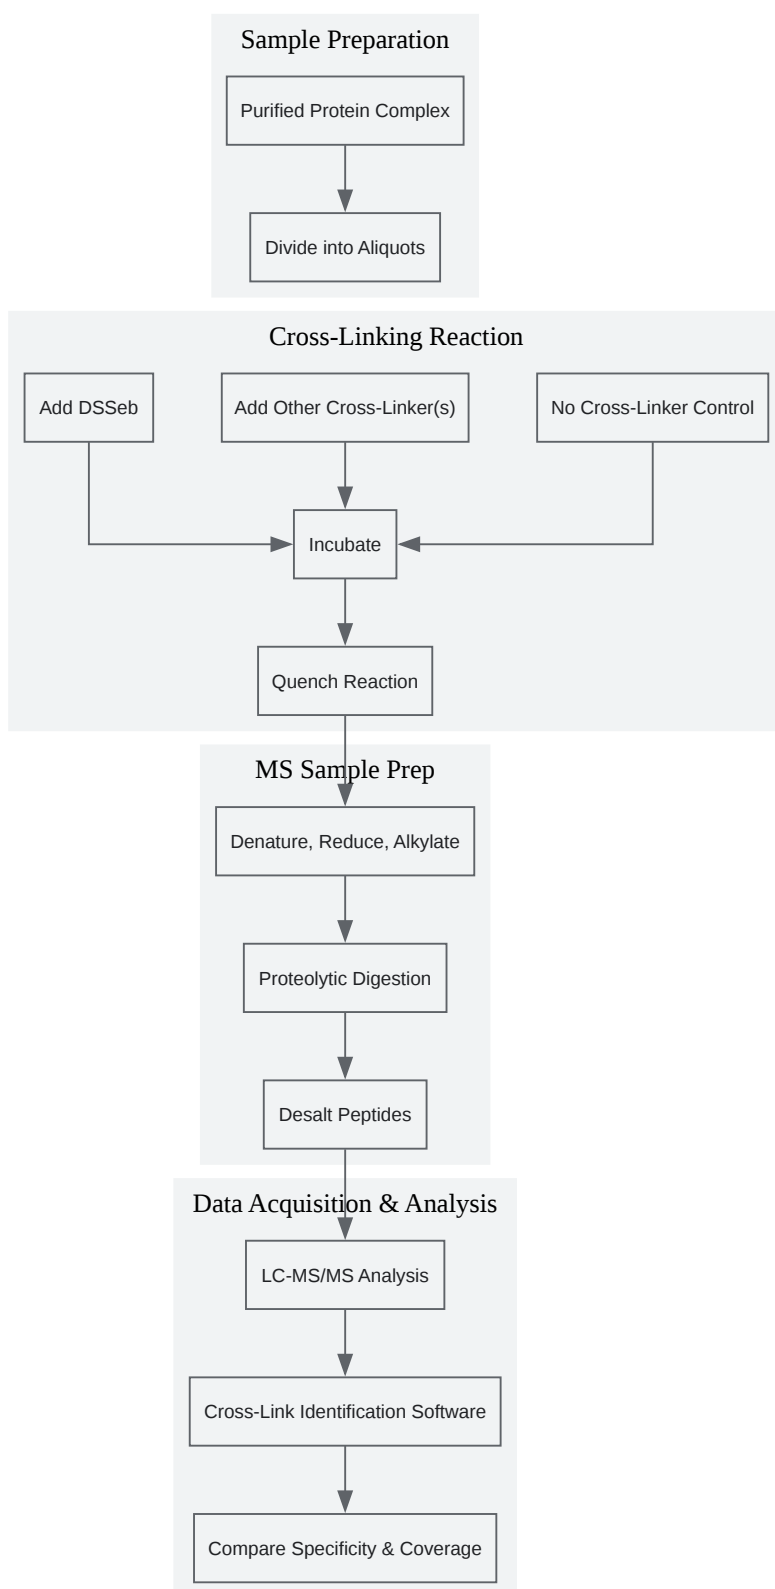 Sample Preparation
Purified Protein Complex
Divide into Aliquots
Cross-Linking Reaction
Add DSSeb
Add Other Cross-Linker(s)
No Cross-Linker Control
Incubate
Quench Reaction
MS Sample Prep
Denature, Reduce, Alkylate
Proteolytic Digestion
Desalt Peptides
Data Acquisition & Analysis
LC-MS/MS Analysis
Cross-Link Identification Software
Compare Specificity & Coverage